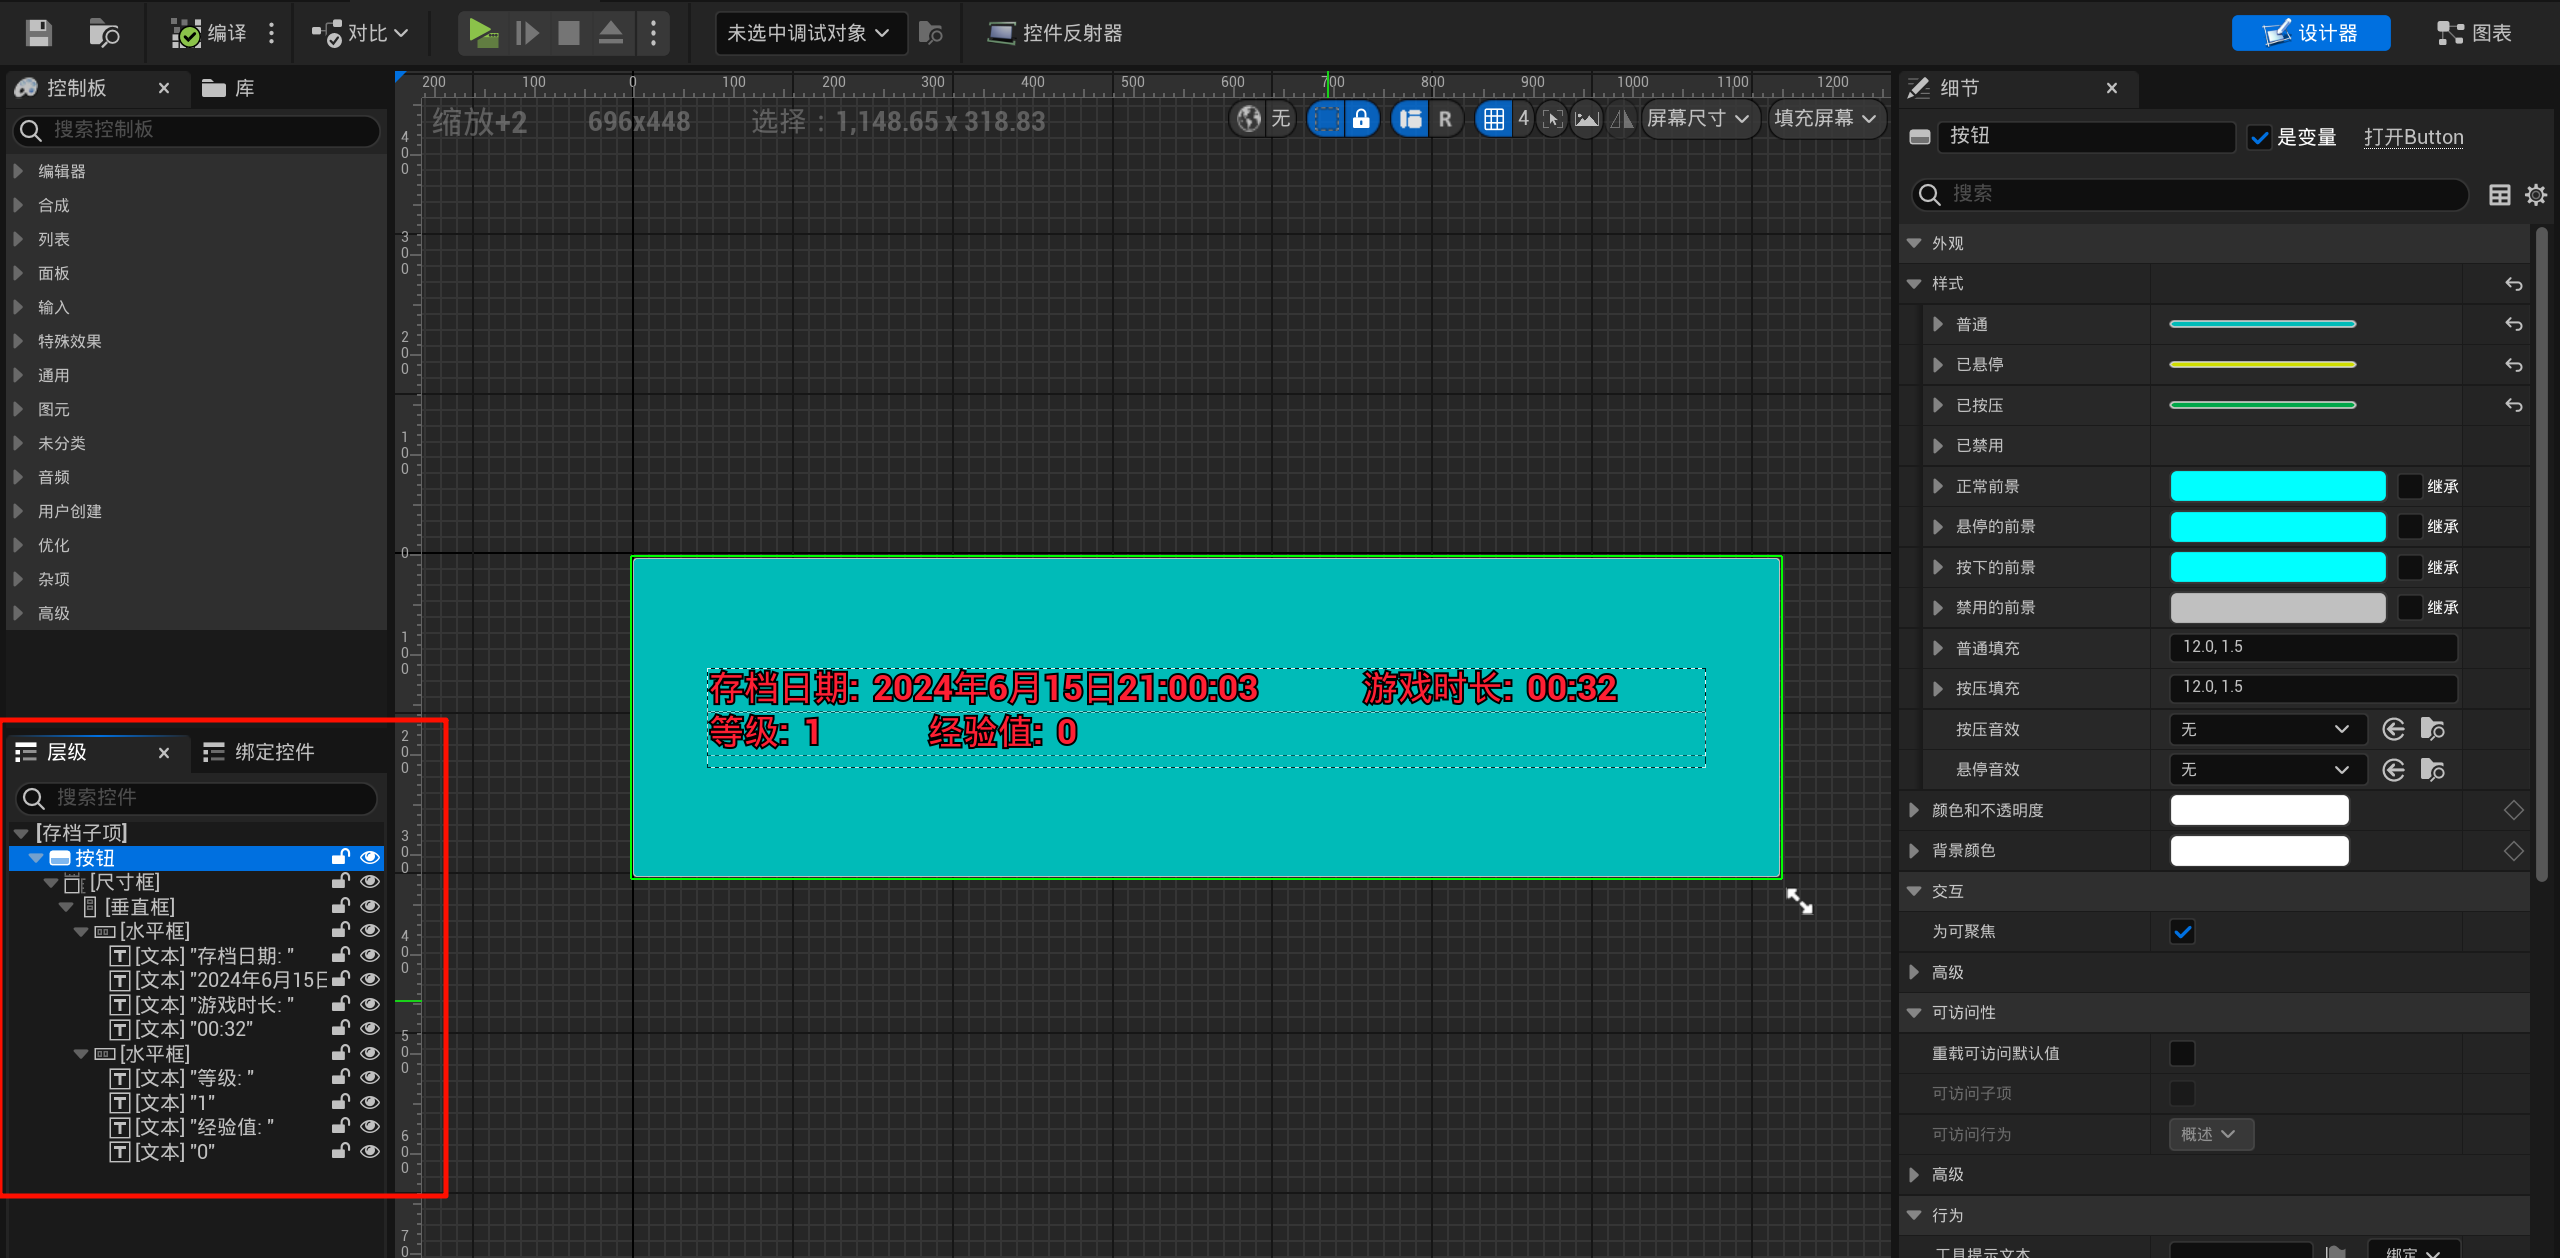 编译
对比
未选中调试对象
控件反射器
设计器
图表
控制板
库
搜索控制板
编辑器
合成
列表
面板
输入
特殊效果
通用
图元
未分类
音频
用户创建
优化
杂项
高级
层级
绑定控件
搜索控件
[存档子项]
按钮
[尺寸框]
[垂直框]
[水平框]
[文本] "存档日期: "
[文本] "2024年6月15日
[文本] "游戏时长: "
[文本] "00:32"
[水平框]
[文本] "等级: "
[文本] "1"
[文本] "经验值: "
[文本] "0"
200 100 0 100 200 300 400 500 600 700 800 900 1000 1100 1200
缩放+2 696x448 选择：1,148.65 x 318.83
无
R
4
屏幕尺寸
填充屏幕
400
300
200
100
0
100
200
300
400
500
600
70
存档日期: 2024年6月15日21:00:03 游戏时长: 00:32
等级: 1 经验值: 0
细节
按钮
是变量
打开Button
搜索
外观
样式
普通
已悬停
已按压
已禁用
正常前景 继承
悬停的前景 继承
按下的前景 继承
禁用的前景 继承
普通填充 12.0, 1.5
按压填充 12.0, 1.5
按压音效 无
悬停音效 无
颜色和不透明度
背景颜色
交互
为可聚焦
高级
可访问性
重载可访问默认值
可访问子项
可访问行为 概述
高级
行为
工具提示文本 绑定